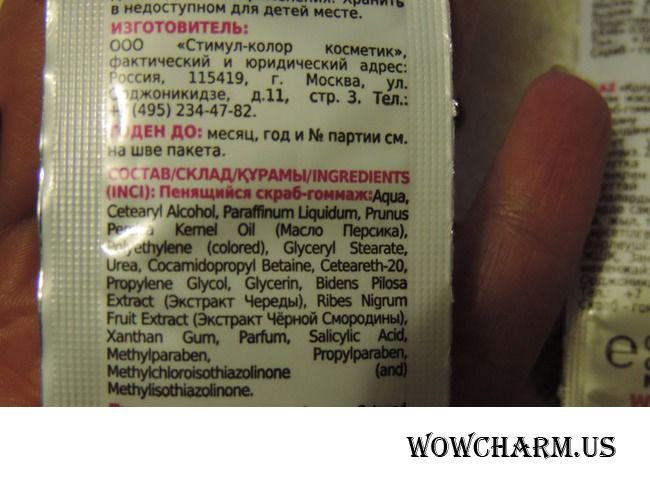 в недоступном для детей месте.
ИЗГОТОВИТЕЛЬ:
ООО «Стимул-колор косметик»,
фактический и юридический адрес:
Россия, 115419, г. Москва, ул.
Орджоникидзе, д.11, стр. 3. Тел.:
+7 (495) 234-47-82.
ГОДЕН ДО: месяц, год и № партии см.
на шве пакета.
СОСТАВ/СКЛАД/ҚҰРАМЫ/INGREDIENTS
(INCI): Пенящийся скраб-гоммаж:Aqua,
Cetearyl Alcohol, Paraffinum Liquidum, Prunus
Persica Kernel Oil (Масло Персика),
Polyethylene (colored), Glyceryl Stearate,
Urea, Cocamidopropyl Betaine, Ceteareth-20,
Propylene Glycol, Glycerin, Bidens Pilosa
Extract (Экстракт Череды), Ribes Nigrum
Fruit Extract (Экстракт Чёрной Смородины),
Xanthan Gum, Parfum, Salicylic Acid,
Methylparaben, Propylparaben,
Methylchloroisothiazolinone (and)
Methylisothiazolinone.
WOWCHARM.US